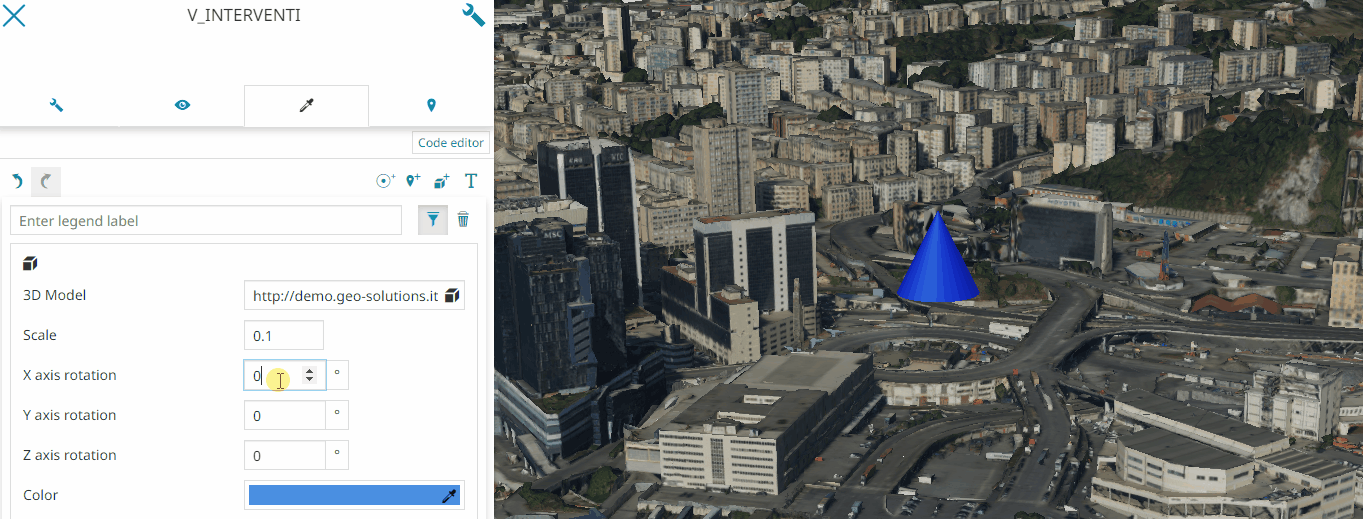 V_INTERVENTI
Code editor
T
Enter legend label
3D Model
http://demo.geo-solutions.it
Scale
0.1
X axis rotation
0
°
Y axis rotation
0
°
Z axis rotation
0
°
Color
MSC
NOVOTEL